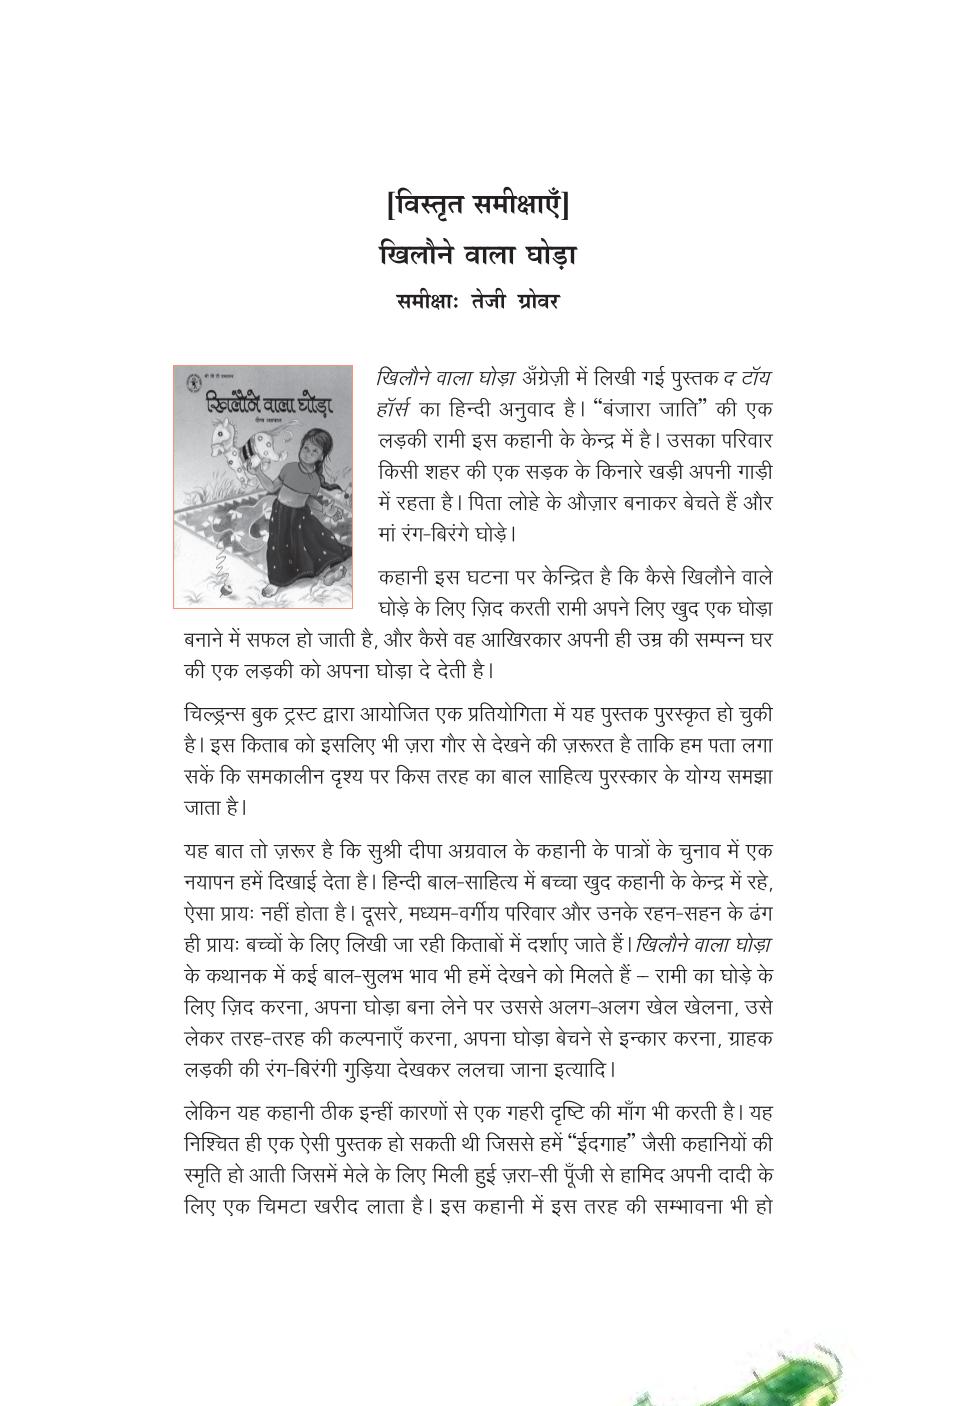 [विस्तृत समीक्षाएँ]
खिलौने वाला घोड़ा
समीक्षाः तेजी ग्रोवर
खिलौने वाला घोड़ा
खिलौने वाला घोड़ा अँग्रेज़ी में लिखी गई पुस्तक द टॉय
हॉर्स का हिन्दी अनुवाद है। “बंजारा जाति” की एक
लड़की रामी इस कहानी के केन्द्र में है। उसका परिवार
किसी शहर की एक सड़क के किनारे खड़ी अपनी गाड़ी
में रहता है। पिता लोहे के औज़ार बनाकर बेचते हैं और
मां रंग-बिरंगे घोड़े।
कहानी इस घटना पर केन्द्रित है कि कैसे खिलौने वाले
घोड़े के लिए ज़िद करती रामी अपने लिए खुद एक घोड़ा
बनाने में सफल हो जाती है, और कैसे वह आखिरकार अपनी ही उम्र की सम्पन्न घर
की एक लड़की को अपना घोड़ा दे देती है।
चिल्ड्रन्स बुक ट्रस्ट द्वारा आयोजित एक प्रतियोगिता में यह पुस्तक पुरस्कृत हो चुकी
है। इस किताब को इसलिए भी ज़रा गौर से देखने की ज़रूरत है ताकि हम पता लगा
सकें कि समकालीन दृश्य पर किस तरह का बाल साहित्य पुरस्कार के योग्य समझा
जाता है।
यह बात तो ज़रूर है कि सुश्री दीपा अग्रवाल के कहानी के पात्रों के चुनाव में एक
नयापन हमें दिखाई देता है। हिन्दी बाल-साहित्य में बच्चा खुद कहानी के केन्द्र में रहे,
ऐसा प्रायः नहीं होता है। दूसरे, मध्यम-वर्गीय परिवार और उनके रहन-सहन के ढंग
ही प्रायः बच्चों के लिए लिखी जा रही किताबों में दर्शाए जाते हैं। खिलौने वाला घोड़ा
के कथानक में कई बाल-सुलभ भाव भी हमें देखने को मिलते हैं – रामी का घोड़े के
लिए ज़िद करना, अपना घोड़ा बना लेने पर उससे अलग-अलग खेल खेलना, उसे
लेकर तरह-तरह की कल्पनाएँ करना, अपना घोड़ा बेचने से इन्कार करना, ग्राहक
लड़की की रंग-बिरंगी गुड़िया देखकर ललचा जाना इत्यादि।
लेकिन यह कहानी ठीक इन्हीं कारणों से एक गहरी दृष्टि की माँग भी करती है। यह
निश्चित ही एक ऐसी पुस्तक हो सकती थी जिससे हमें “ईदगाह” जैसी कहानियों की
स्मृति हो आती जिसमें मेले के लिए मिली हुई ज़रा-सी पूँजी से हामिद अपनी दादी के
लिए एक चिमटा खरीद लाता है। इस कहानी में इस तरह की सम्भावना भी हो